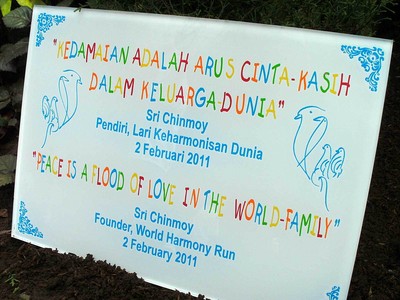 "KEDAMAIAN ADALAH ARUS CINTA-KASIH
DALAM KELUARGA-DUNIA"
Sri Chinmoy
Pendiri, Lari Keharmonisan Dunia
2 Februari 2011
"PEACE IS A FLOOD OF LOVE IN THE WORLD-FAMILY"
Sri Chinmoy
Founder, World Harmony Run
2 February 2011